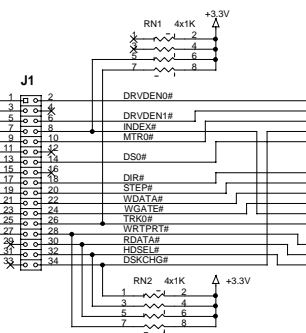 +3.3V
RN1 4x1K
1 2
3 4
5 6
7 8
J1
1 2 DRVDEN0#
3 4
5 6 DRVDEN1#
7 8 INDEX#
9 10 MTR0#
11 12
13 14 DS0#
15 16
17 18 DIR#
19 20 STEP#
21 22 WDATA#
23 24 WGATE#
25 26 TRK0#
27 28 WRTPRT#
29 30 RDATA#
31 32 HDSEL#
33 34 DSKCHG#
RN2 4x1K +3.3V
1 2
3 4
5 6
7 8